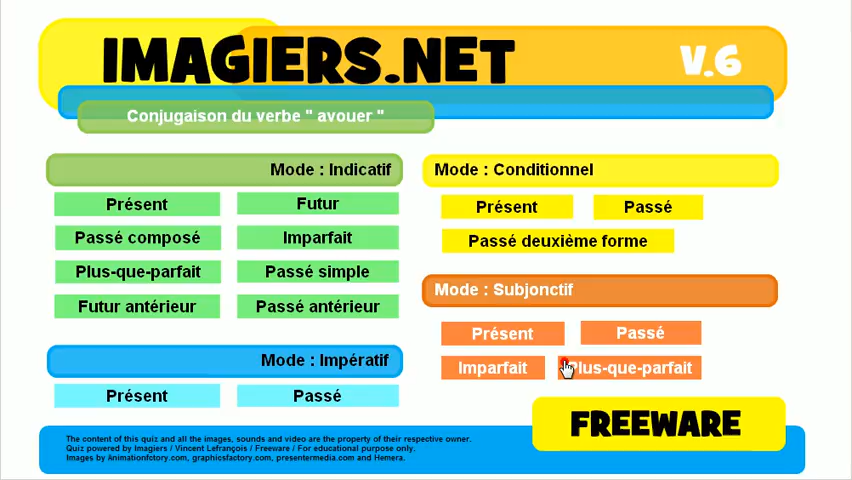 IMAGIERS.NET
V.6
Conjugaison du verbe " avouer "
Mode : Indicatif
Présent
Futur
Passé composé
Imparfait
Plus-que-parfait
Passé simple
Futur antérieur
Passé antérieur
Mode : Impératif
Présent
Passé
Mode : Conditionnel
Présent
Passé
Passé deuxième forme
Mode : Subjonctif
Présent
Passé
Imparfait
Plus-que-parfait
FREEWARE
The content of this quiz and all the images, sounds and video are the property of their respective owner.
Quiz powered by Imagiers / Vincent Lefrançois / Freeware / For educational purpose only.
Images by Animationfctory.com, graphicsfactory.com, presentermedia.com and Hemera.